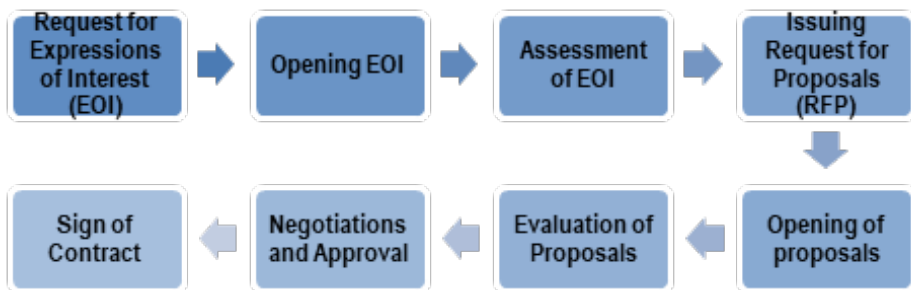 Request for
Expressions
of Interest
(EOI)
Opening EOI
Assessment
of EOI
Issuing
Request for
Proposals
(RFP)
Opening of
proposals
Evaluation of
Proposals
Negotiations
and Approval
Sign of
Contract